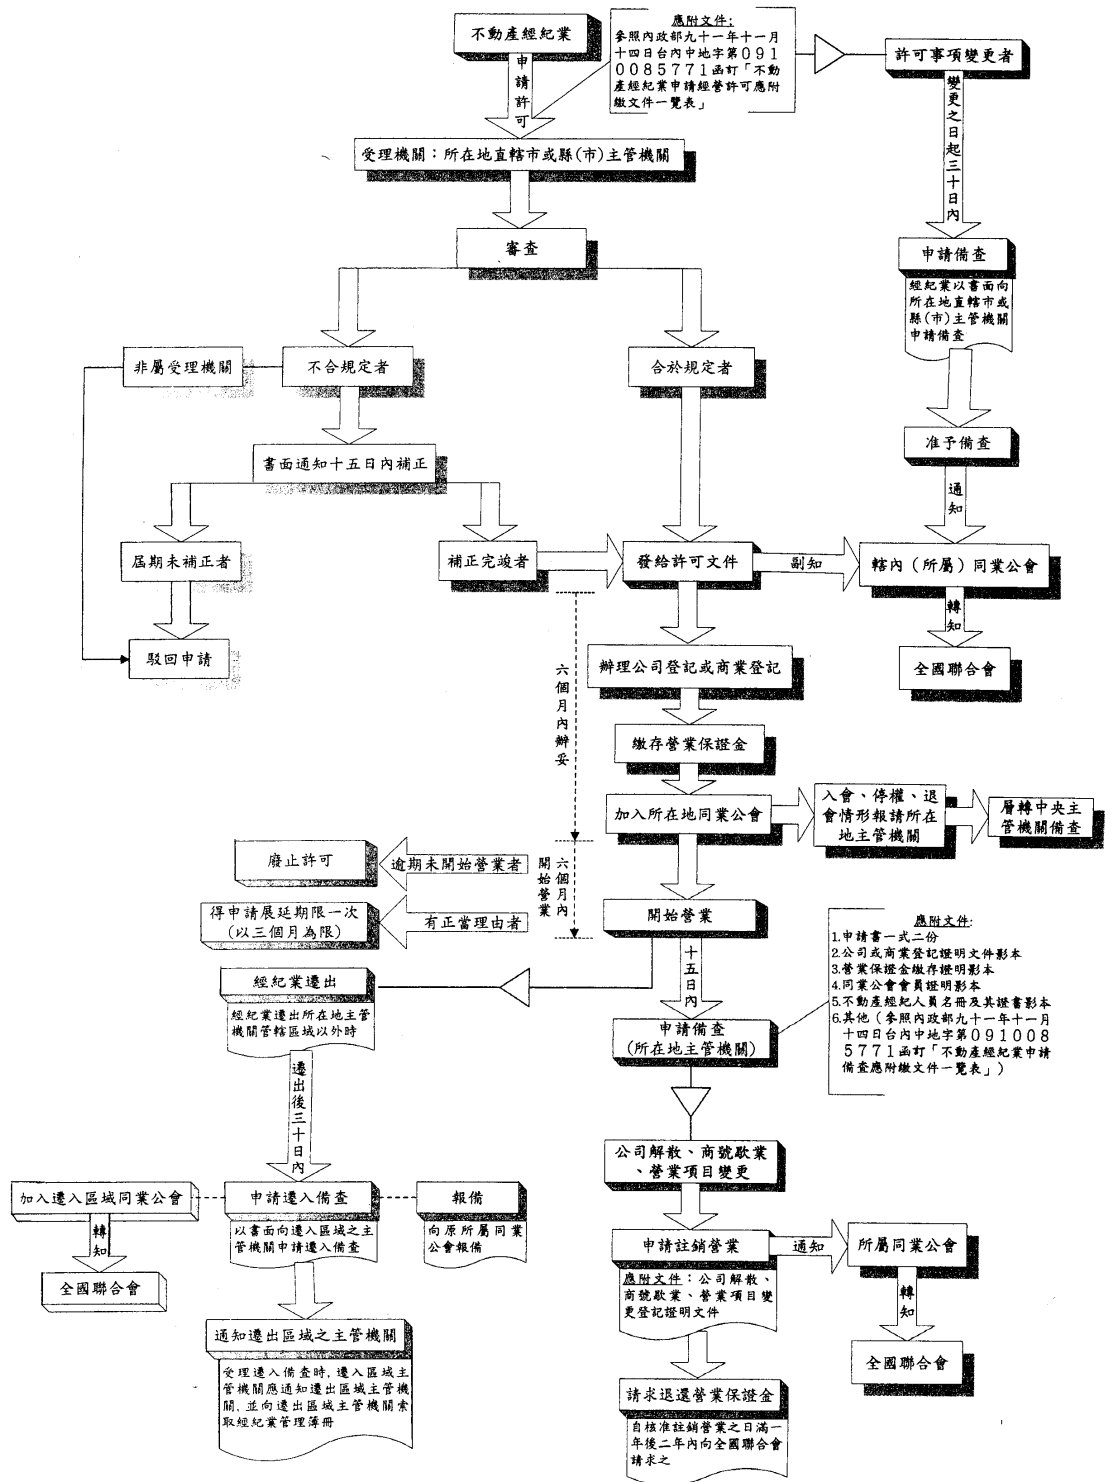 不動產經紀業
申請許可
應附文件:
參照內政部九十一年十一月
十四日台內中地字第091
0085771函訂「不動
產經紀業申請經營許可應附
繳文件一覽表」
許可事項變更者
變更之日起三十日內
受理機關：所在地直轄市或縣(市)主管機關
審查
申請備查
經紀業以書面向
所在地直轄市或
縣(市)主管機關
申請備查
非屬受理機關
不合規定者
合於規定者
准予備查
通知
書面通知十五日內補正
屆期未補正者
補正完竣者
發給許可文件
副知
轄內（所屬）同業公會
轉知
駁回申請
全國聯合會
六個月內辦妥
辦理公司登記或商業登記
繳存營業保證金
加入所在地同業公會
入會、停權、退
會情形報請所在
地主管機關
層轉中央主
管機關備查
廢止許可
逾期未開始營業者
六個月內
開始營業
得申請展延期限一次
(以三個月為限)
有正當理由者
開始營業
十五日內
應附文件:
1.申請書一式二份
2.公司或商業登記證明文件影本
3.營業保證金繳存證明影本
4.同業公會會員證明影本
5.不動產經紀人員名冊及其證書影本
6.其他（參照內政部九十一年十一月
十四日台內中地字第091008
5771函訂「不動產經紀業申請
備查應附繳文件一覽表」）
經紀業遷出
經紀業遷出所在地主管
機關管轄區域以外時
遷出後三十日內
申請備查
(所在地主管機關)
公司解散、商號歇業
、營業項目變更
加入遷入區域同業公會
轉知
全國聯合會
申請遷入備查
以書面向遷入區域之主
管機關申請遷入備查
報備
向原所屬同業
公會報備
申請註銷營業
應附文件：公司解散、
商號歇業、營業項目變
更登記證明文件
通知
所屬同業公會
轉知
全國聯合會
通知遷出區域之主管機關
受理遷入備查時,遷入區域主
管機關應通知遷出區域主管機
關,並向遷出區域主管機關索
取經紀業管理簿冊
請求退還營業保證金
自核准註銷營業之日滿一
年後二年內向全國聯合會
請求之